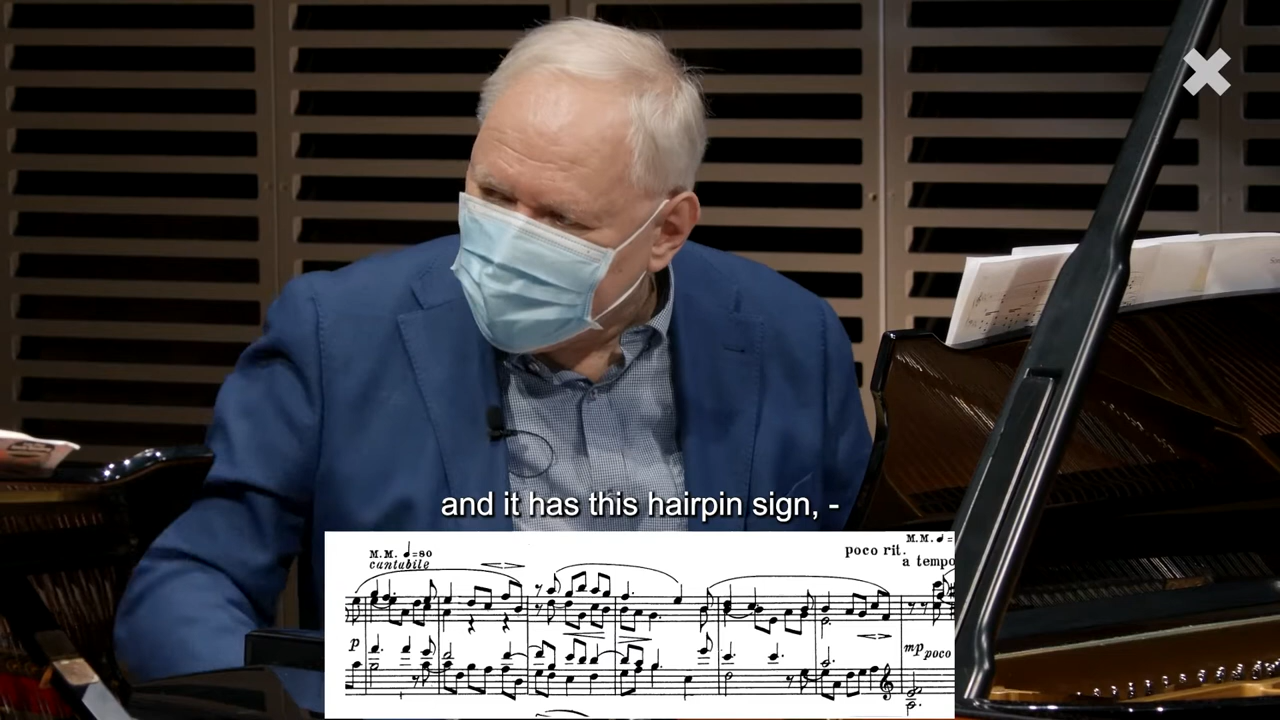 and it has this hairpin sign, -
M.M. ♩=80
cantabile
poco rit.
M.M. ♩=
a tempo
p
mp poco